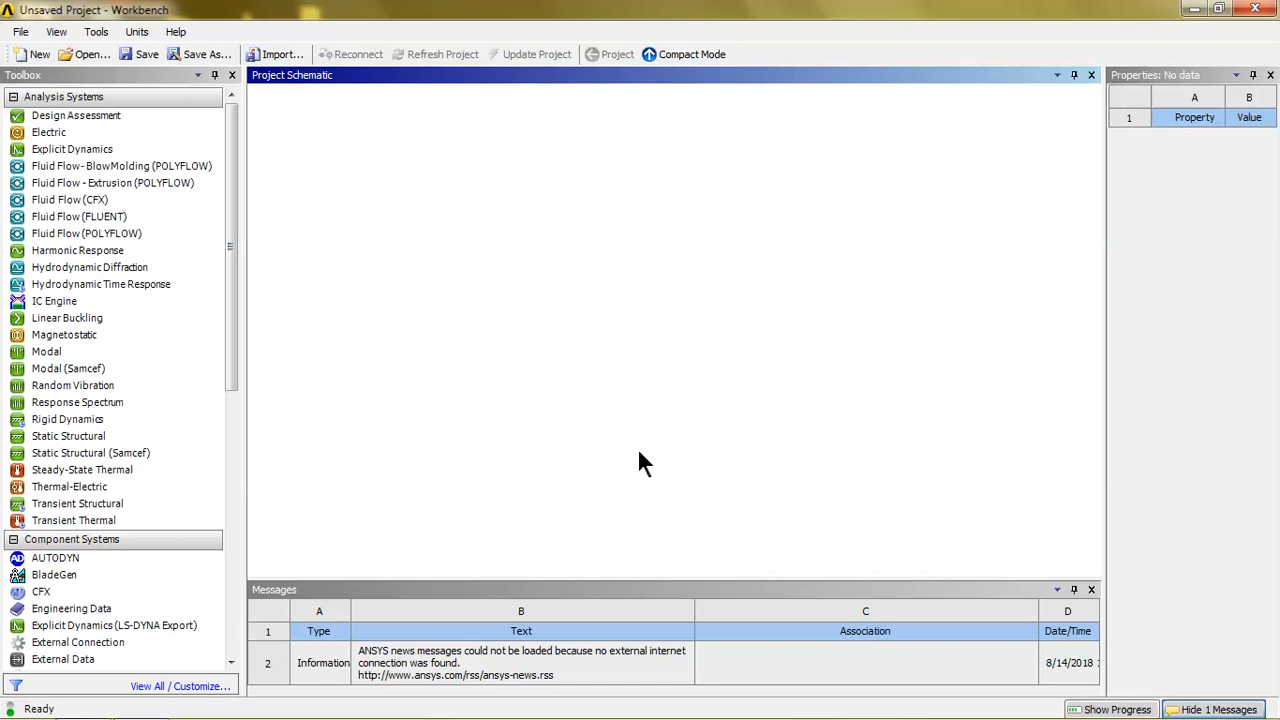 Unsaved Project - Workbench
File View Tools Units Help
New Open... Save Save As... Import... Reconnect Refresh Project Update Project Project Compact Mode
Toolbox
Analysis Systems
Design Assessment
Electric
Explicit Dynamics
Fluid Flow- BlowMolding (POLYFLOW)
Fluid Flow - Extrusion (POLYFLOW)
Fluid Flow (CFX)
Fluid Flow (FLUENT)
Fluid Flow (POLYFLOW)
Harmonic Response
Hydrodynamic Diffraction
Hydrodynamic Time Response
IC Engine
Linear Buckling
Magnetostatic
Modal
Modal (Samcef)
Random Vibration
Response Spectrum
Rigid Dynamics
Static Structural
Static Structural (Samcef)
Steady-State Thermal
Thermal-Electric
Transient Structural
Transient Thermal
Component Systems
AUTODYN
BladeGen
CFX
Engineering Data
Explicit Dynamics (LS-DYNA Export)
External Connection
External Data
View All / Customize...
Project Schematic
Properties: No data
A B
1 Property Value
Messages
A B C D
1 Type Text Association Date/Time
2 Information
ANSYS news messages could not be loaded because no external internet
connection was found.
http://www.ansys.com/rss/ansys-news.rss
8/14/2018
Ready
Show Progress
Hide 1 Messages